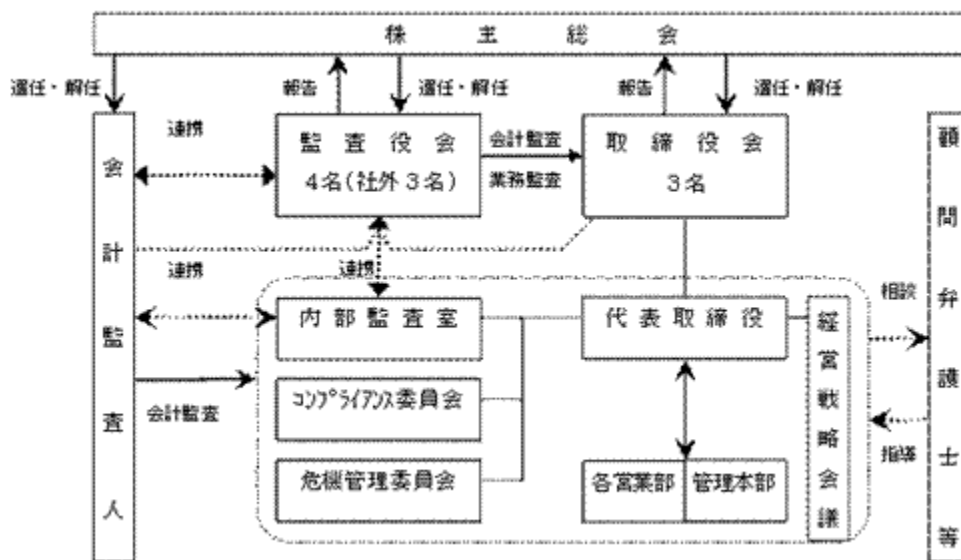 株主総会
選任・解任
報告
選任・解任
報告
選任・解任
会計監査人
連携
監査役会
4名(社外3名)
会計監査
業務監査
取締役会
3名
顧問弁護士等
連携
連携
内部監査室
代表取締役
経営戦略会議
相談
会計監査
コンプライアンス委員会
指導
危機管理委員会
各営業部
管理本部